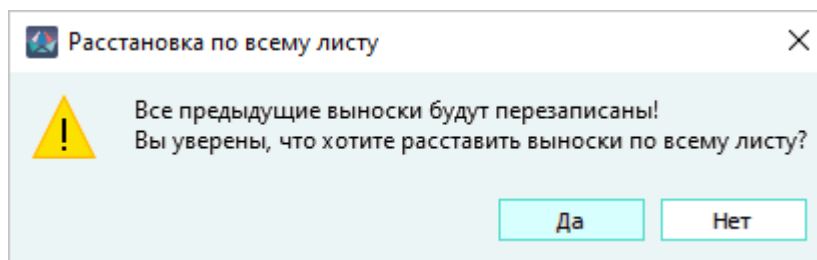 Расстановка по всему листу
Все предыдущие выноски будут перезаписаны!
Вы уверены, что хотите расставить выноски по всему листу?
Да Нет